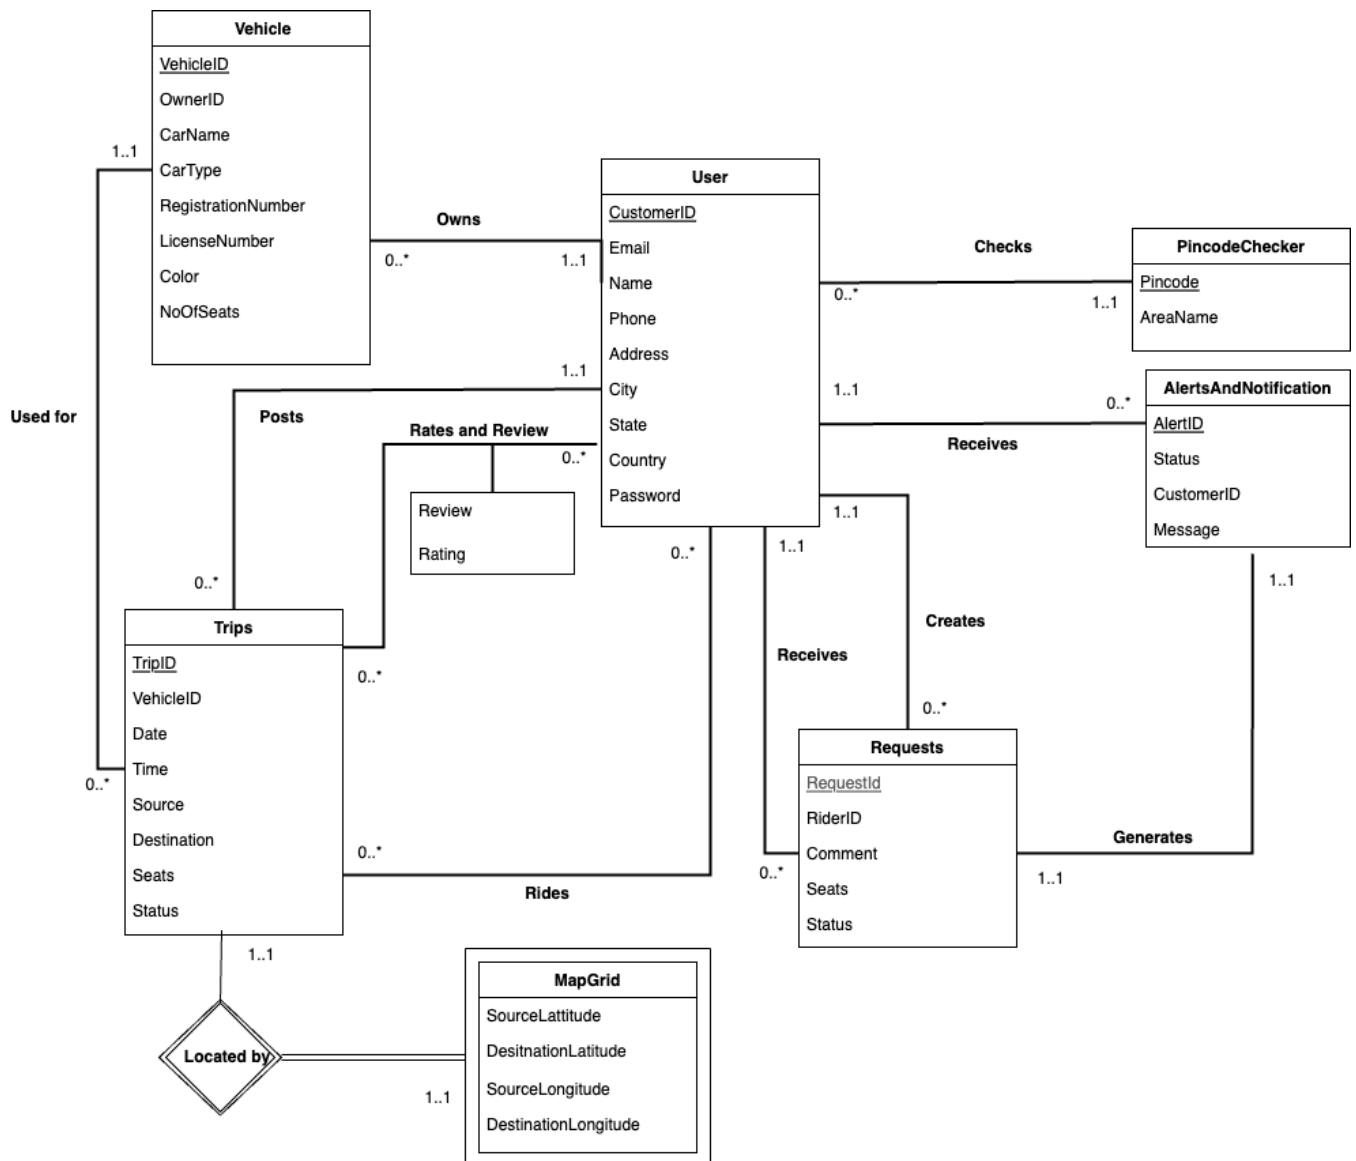 Vehicle
VehicleID
OwnerID
CarName
CarType
RegistrationNumber
LicenseNumber
Color
NoOfSeats
1..1
Used for
0..*
Owns
0..*
1..1
User
CustomerID
Email
Name
Phone
Address
City
State
Country
Password
Checks
0..*
1..1
PincodeChecker
Pincode
AreaName
1..1
0..*
Receives
AlertsAndNotification
AlertID
Status
CustomerID
Message
1..1
Posts
0..*
Rates and Review
0..*
Review
Rating
0..*
Trips
TripID
VehicleID
Date
Time
Source
Destination
Seats
Status
0..*
0..*
Rides
1..1
Receives
0..*
1..1
Creates
0..*
Requests
RequestId
RiderID
Comment
Seats
Status
1..1
Generates
1..1
1..1
Located by
1..1
MapGrid
SourceLattitude
DesitnationLatitude
SourceLongitude
DestinationLongitude